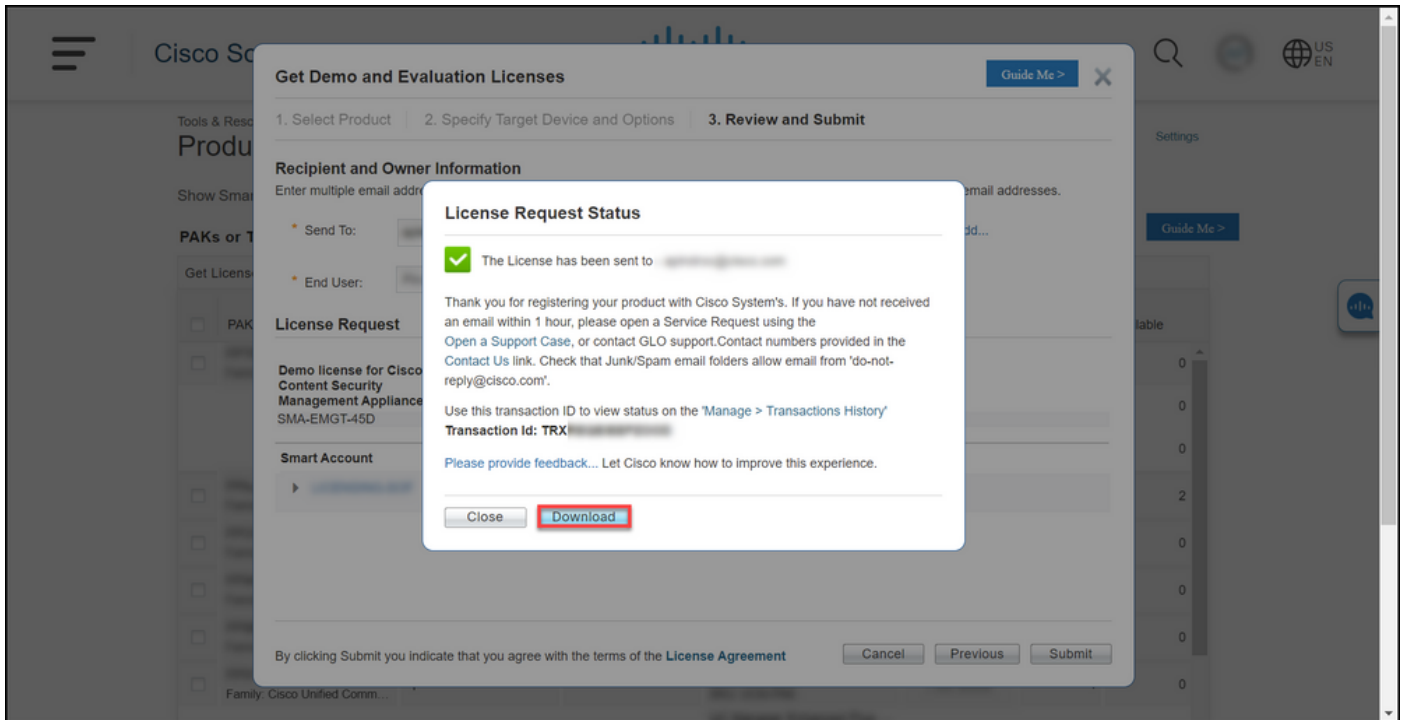 Cisco So
US
EN
Get Demo and Evaluation Licenses
Guide Me >
1. Select Product
2. Specify Target Device and Options
3. Review and Submit
Tools & Resc
Produ
Settings
Recipient and Owner Information
Enter multiple email addre
email addresses.
Show Smar
* Send To:
dd...
PAKs or T
Guide Me >
Get Licens
* End User:
PAK
License Request
lable
Demo license for Cisco
Content Security
Management Appliance
SMA-EMGT-45D
Smart Account
License Request Status
The License has been sent to
Thank you for registering your product with Cisco System's. If you have not received
an email within 1 hour, please open a Service Request using the
Open a Support Case, or contact GLO support.Contact numbers provided in the
Contact Us link. Check that Junk/Spam email folders allow email from 'do-not-
reply@cisco.com'.
Use this transaction ID to view status on the 'Manage > Transactions History'
Transaction Id: TRX
Please provide feedback... Let Cisco know how to improve this experience.
Close
Download
0
0
0
2
0
0
0
0
By clicking Submit you indicate that you agree with the terms of the License Agreement
Cancel
Previous
Submit
Family: Cisco Unified Comm...